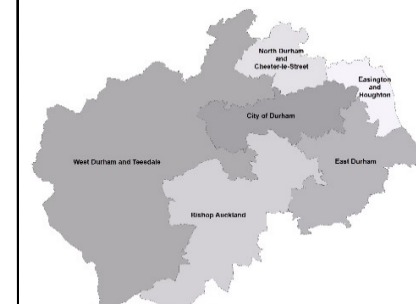 North Durham
and
Chester-le-Street
Easington
and
Houghton
City of Durham
West Durham and Teesdale
East Durham
Bishop Auckland